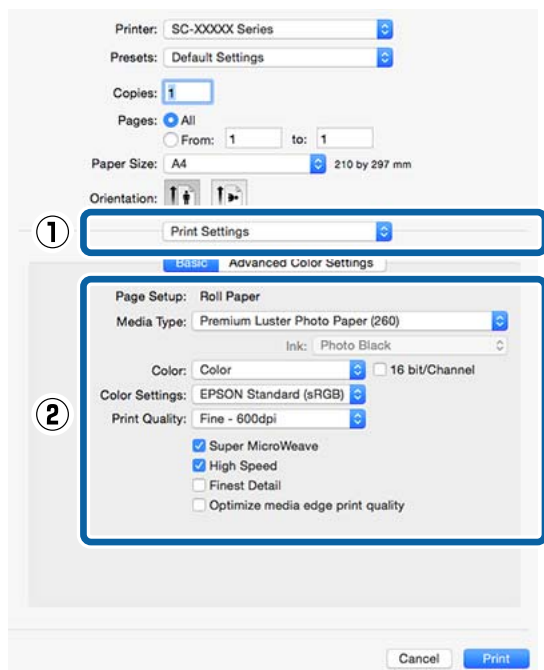 Printer: SC-XXXXX Series
Presets: Default Settings
Copies: 1
Pages: All
From: 1 to: 1
Paper Size: A4 210 by 297 mm
Orientation:
1 Print Settings
Basic Advanced Color Settings
Page Setup: Roll Paper
Media Type: Premium Luster Photo Paper (260)
Ink: Photo Black
Color: Color 16 bit/Channel
Color Settings: EPSON Standard (sRGB)
2 Print Quality: Fine - 600dpi
Super MicroWeave
High Speed
Finest Detail
Optimize media edge print quality
Cancel Print